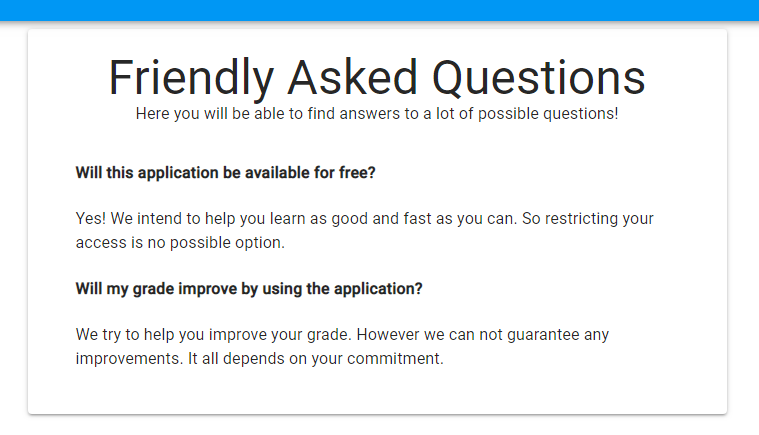 Friendly Asked Questions
Here you will be able to find answers to a lot of possible questions!
Will this application be available for free?
Yes! We intend to help you learn as good and fast as you can. So restricting your
access is no possible option.
Will my grade improve by using the application?
We try to help you improve your grade. However we can not guarantee any
improvements. It all depends on your commitment.